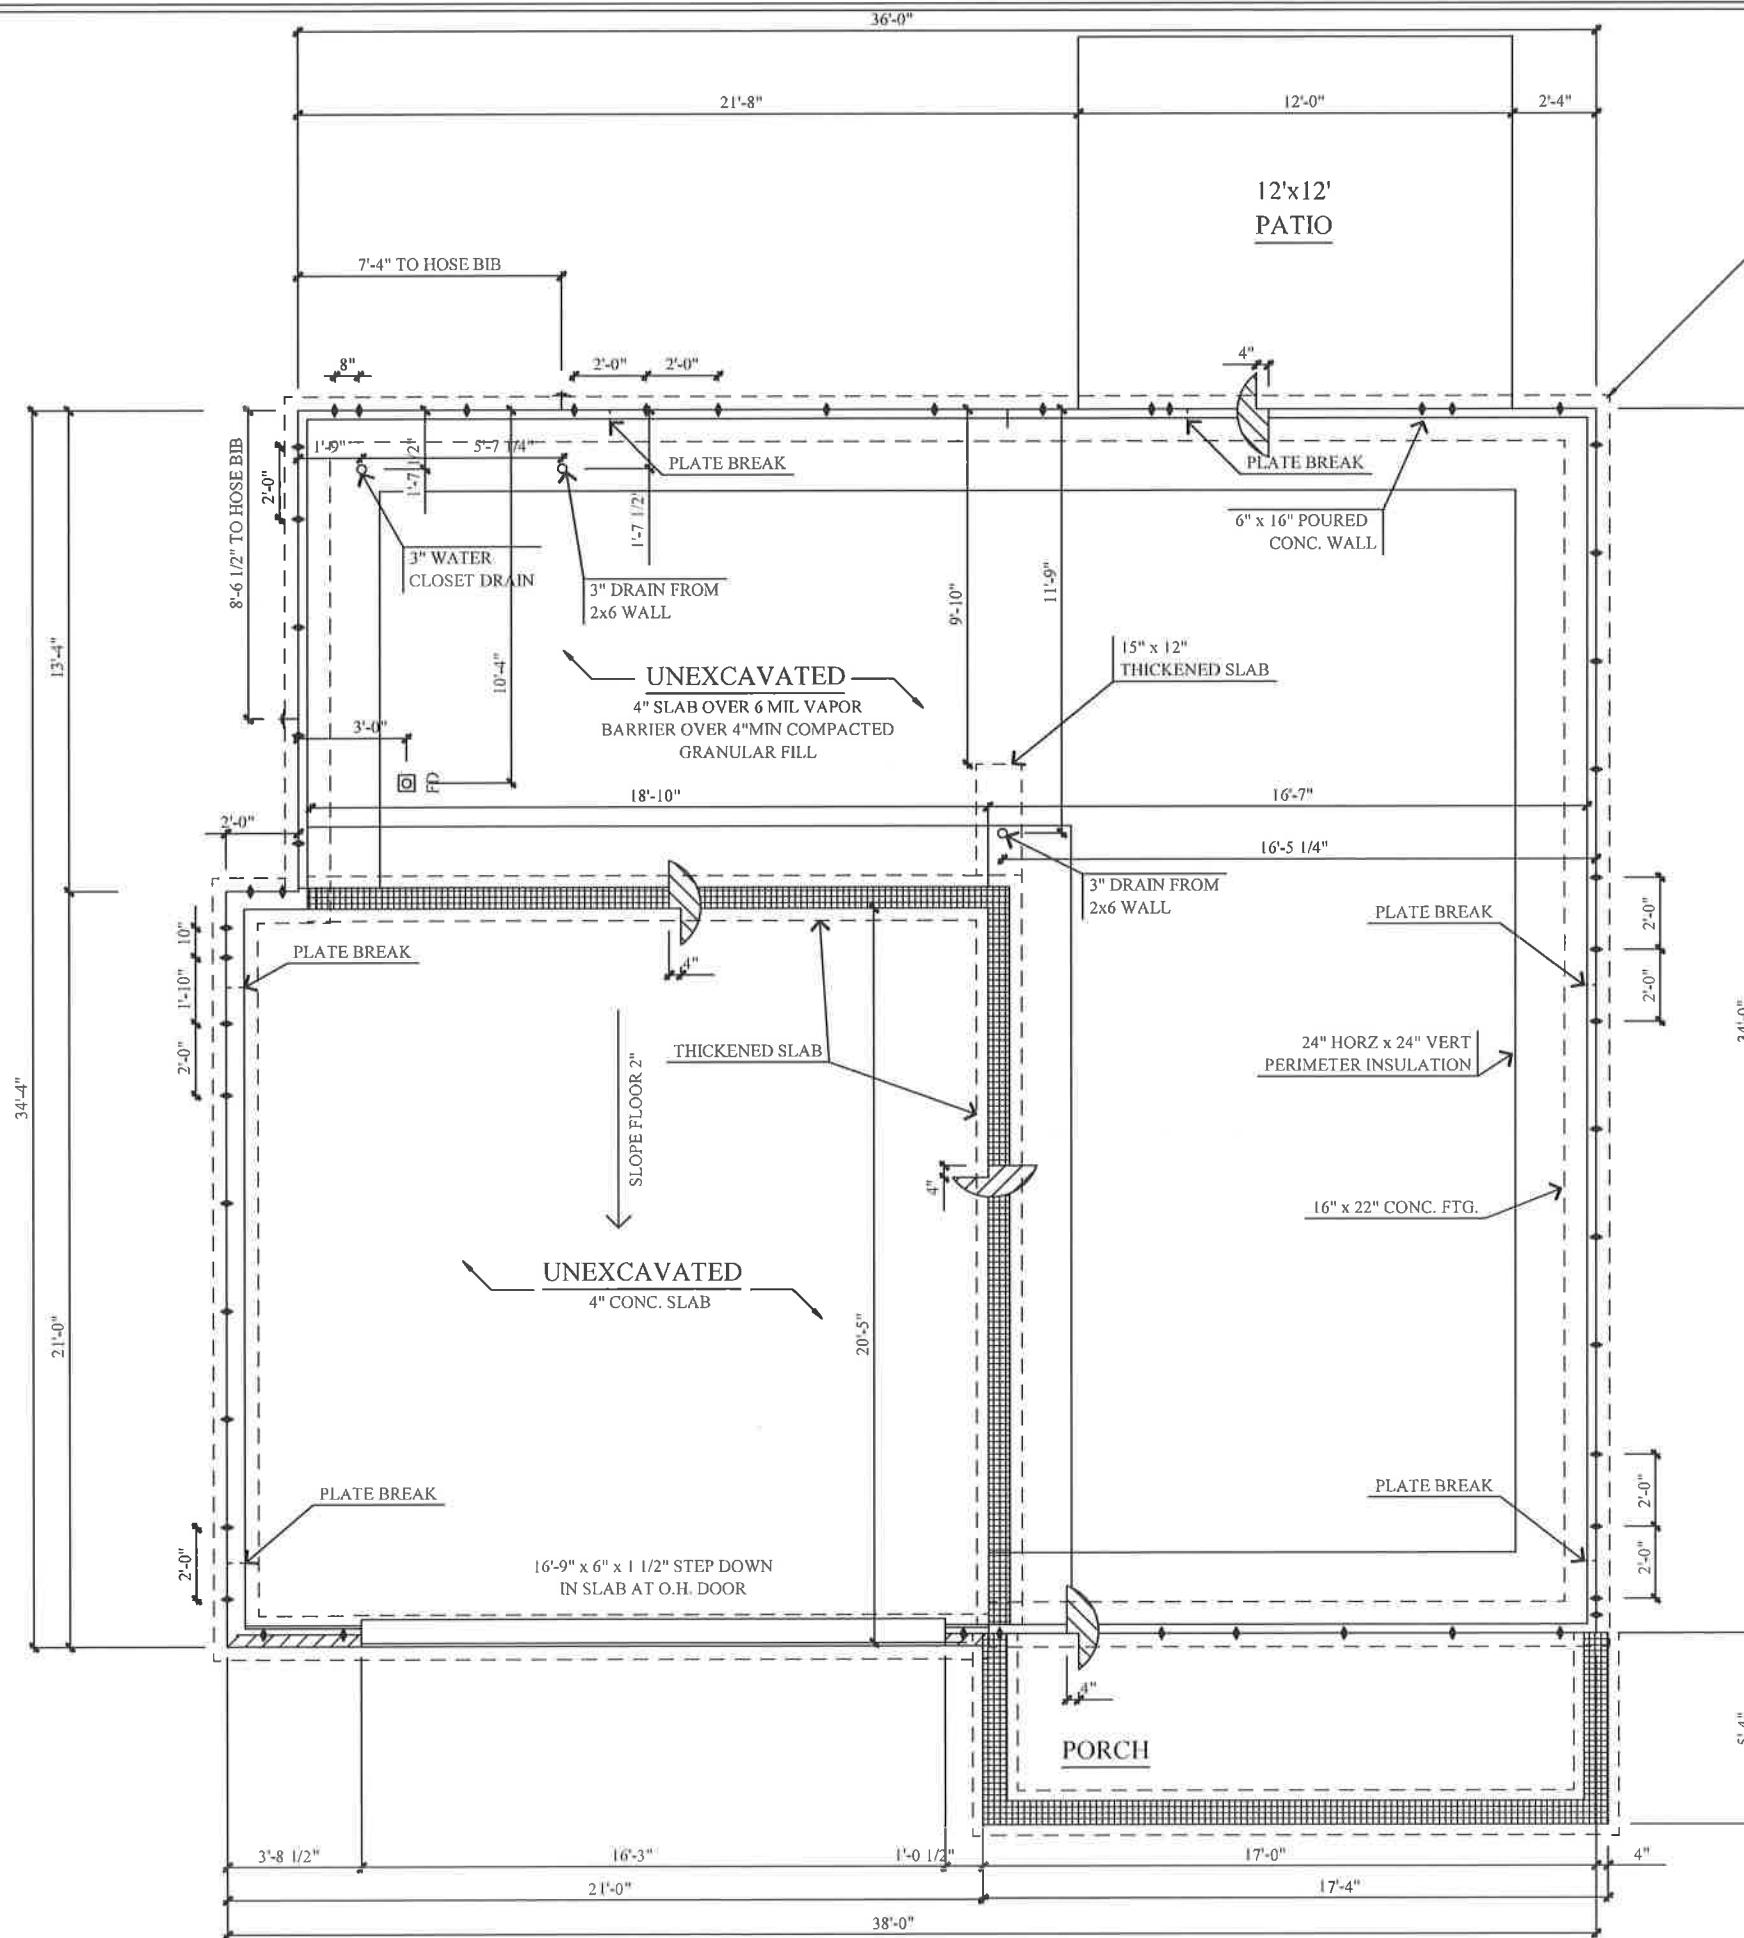 36'-0"
21'-8"
12'-0"
2'-4"
12'x12'
PATIO
7'-4" TO HOSE BIB
8"
2'-0"
2'-0"
4"
1'-9"
5'-7 1/4"
1'-7 1/2"
1'-7 1/2"
PLATE BREAK
PLATE BREAK
2'-0"
8'-6 1/2" TO HOSE BIB
6" x 16" POURED
CONC. WALL
3" WATER
CLOSET DRAIN
3" DRAIN FROM
2x6 WALL
9'-10"
11'-9"
13'-4"
10'-4"
15" x 12"
THICKENED SLAB
UNEXCAVATED
4" SLAB OVER 6 MIL VAPOR
BARRIER OVER 4"MIN COMPACTED
GRANULAR FILL
3'-0"
FD
18'-10"
16'-7"
2'-0"
16'-5 1/4"
3" DRAIN FROM
2x6 WALL
PLATE BREAK
2'-0"
2'-0"
10"
1'-10"
2'-0"
PLATE BREAK
4"
THICKENED SLAB
SLOPE FLOOR 2"
24" HORZ x 24" VERT
PERIMETER INSULATION
34'-0"
34'-4"
4"
16" x 22" CONC. FTG.
UNEXCAVATED
4" CONC. SLAB
21'-0"
20'-5"
PLATE BREAK
PLATE BREAK
2'-0"
2'-0"
2'-0"
16'-9" x 6" x 1 1/2" STEP DOWN
IN SLAB AT O.H. DOOR
4"
PORCH
3'-8 1/2"
16'-3"
1'-0 1/2"
17'-0"
4"
21'-0"
17'-4"
38'-0"